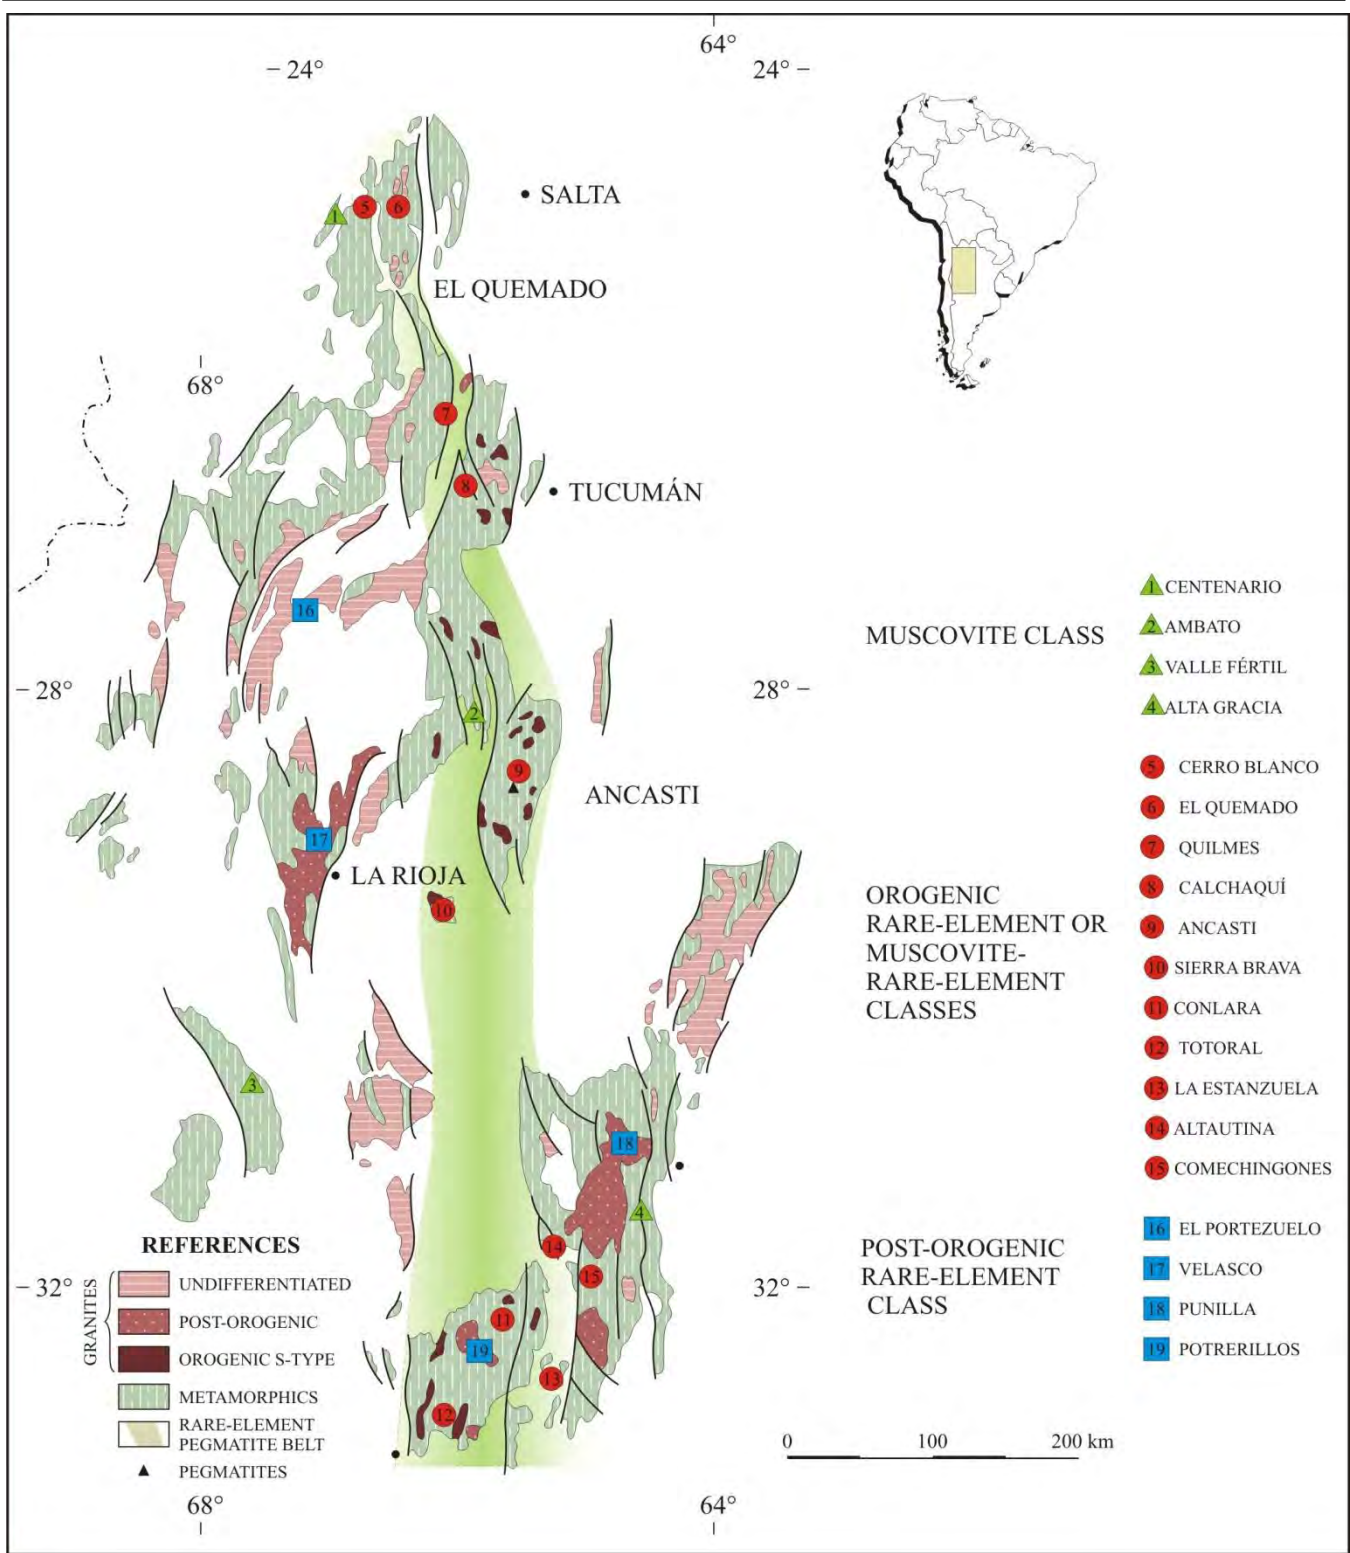 64°
24°
24°
1
5
6
SALTA
EL QUEMADO
68°
7
8
TUCUMÁN
16
28°
28°
2
9
ANCASTI
17
LA RIOJA
10
3
18
4
14
15
32°
32°
11
19
13
12
68°
64°
MUSCOVITE CLASS
1 CENTENARIO
2 AMBATO
3 VALLE FÉRTIL
4 ALTA GRACIA
OROGENIC
RARE-ELEMENT OR
MUSCOVITE-
RARE-ELEMENT
CLASSES
5 CERRO BLANCO
6 EL QUEMADO
7 QUILMES
8 CALCHAQUÍ
9 ANCASTI
10 SIERRA BRAVA
11 CONLARA
12 TOTORAL
13 LA ESTANZUELA
14 ALTAUTINA
15 COMECHINGONES
POST-OROGENIC
RARE-ELEMENT
CLASS
16 EL PORTEZUELO
17 VELASCO
18 PUNILLA
19 POTRERILLOS
REFERENCES
GRANITES
UNDIFFERENTIATED
POST-OROGENIC
OROGENIC S-TYPE
METAMORPHICS
RARE-ELEMENT
PEGMATITE BELT
PEGMATITES
0 100 200 km